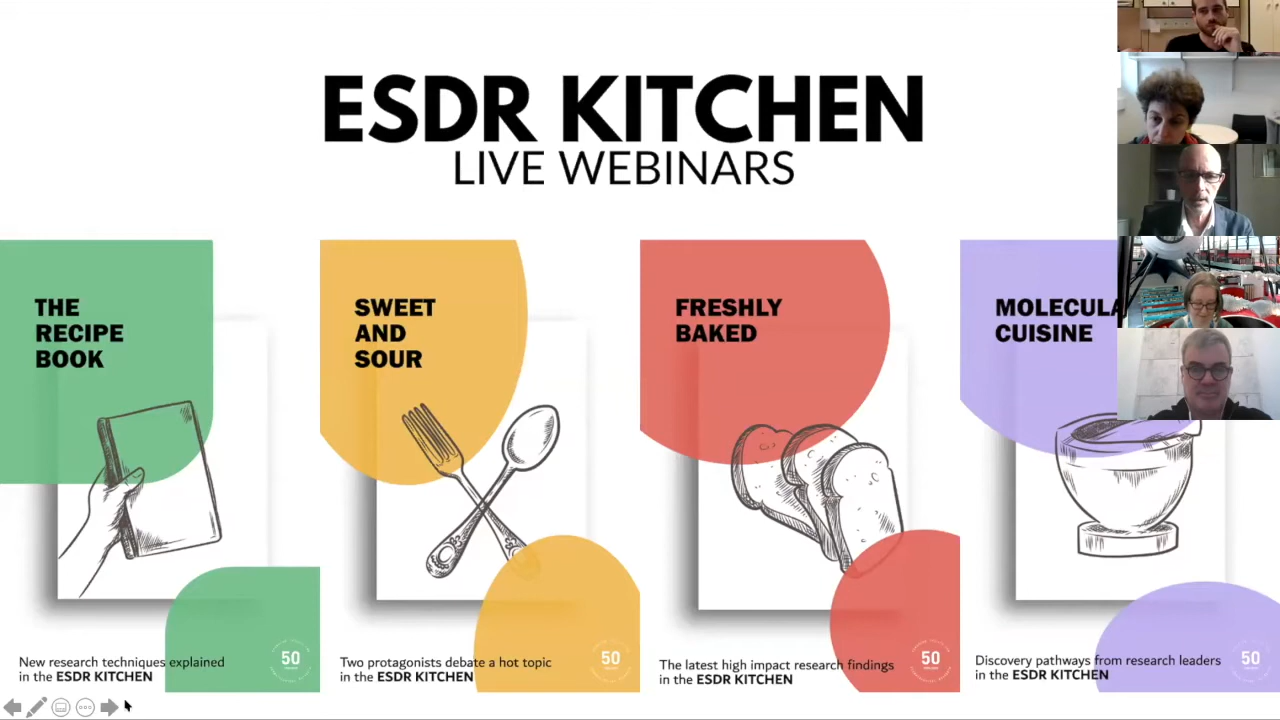 ESDR KITCHEN
LIVE WEBINARS
THE
RECIPE
BOOK
New research techniques explained
in the ESDR KITCHEN
50
SWEET
AND
SOUR
Two protagonists debate a hot topic
in the ESDR KITCHEN
50
FRESHLY
BAKED
The latest high impact research findings
in the ESDR KITCHEN
50
MOLECULA
CUISINE
Discovery pathways from research leaders
in the ESDR KITCHEN
50